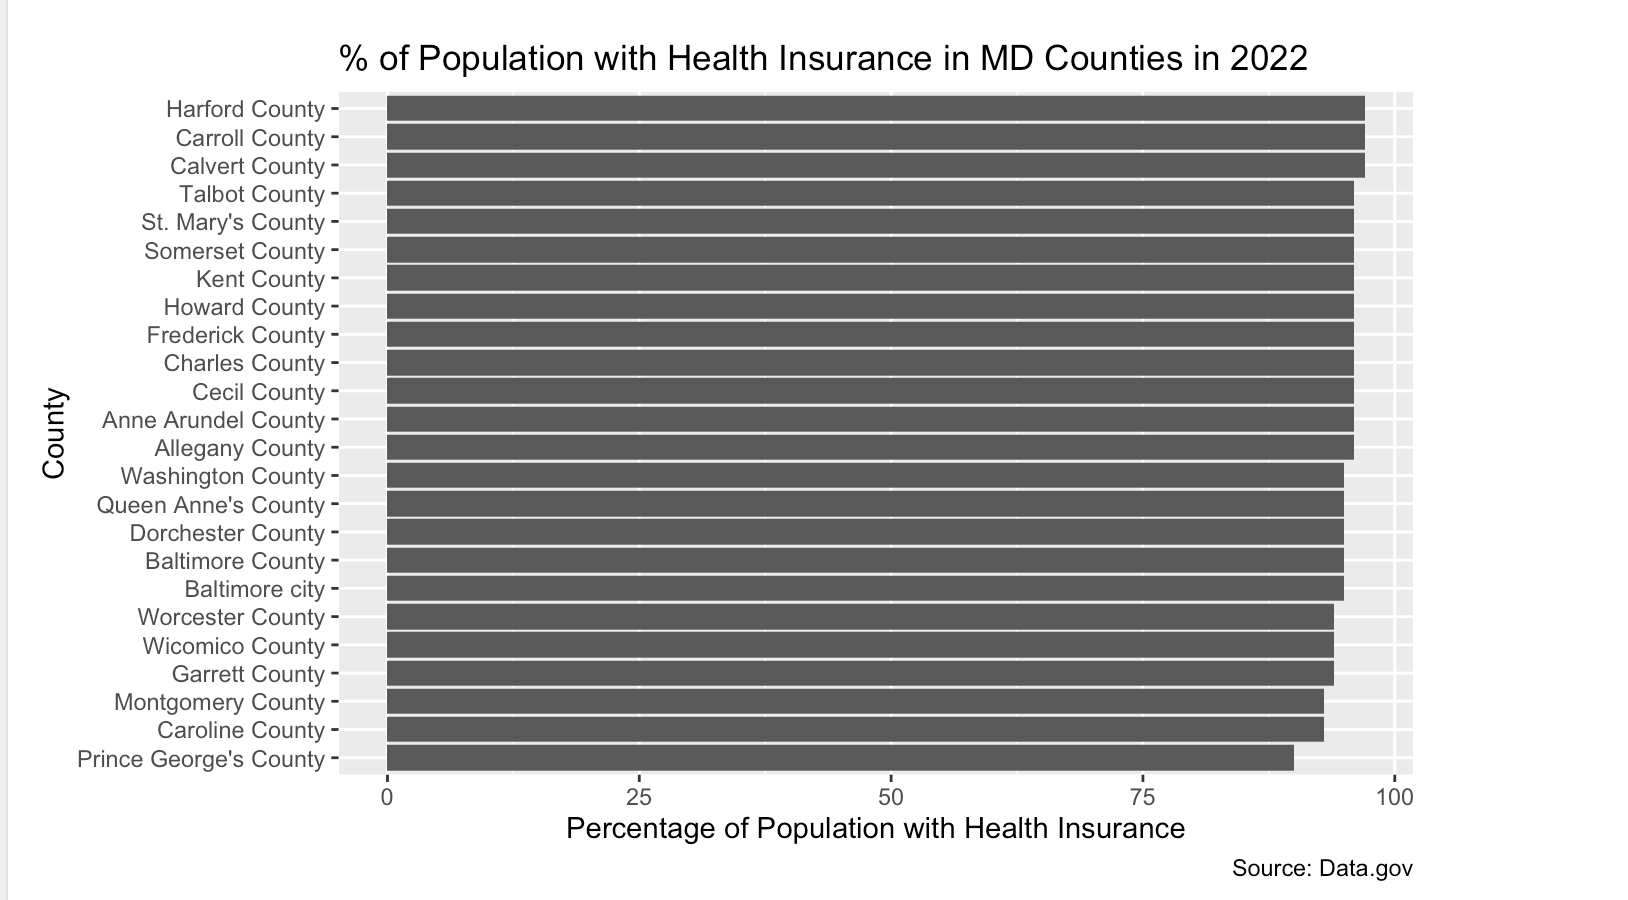 % of Population with Health Insurance in MD Counties in 2022
Harford County
Carroll County
Calvert County
Talbot County
St. Mary's County
Somerset County
Kent County
Howard County
Frederick County
Charles County
Cecil County
Anne Arundel County
Allegany County
Washington County
Queen Anne's County
Dorchester County
Baltimore County
Baltimore city
Worcester County
Wicomico County
Garrett County
Montgomery County
Caroline County
Prince George's County
County
0 25 50 75 100
Percentage of Population with Health Insurance
Source: Data.gov